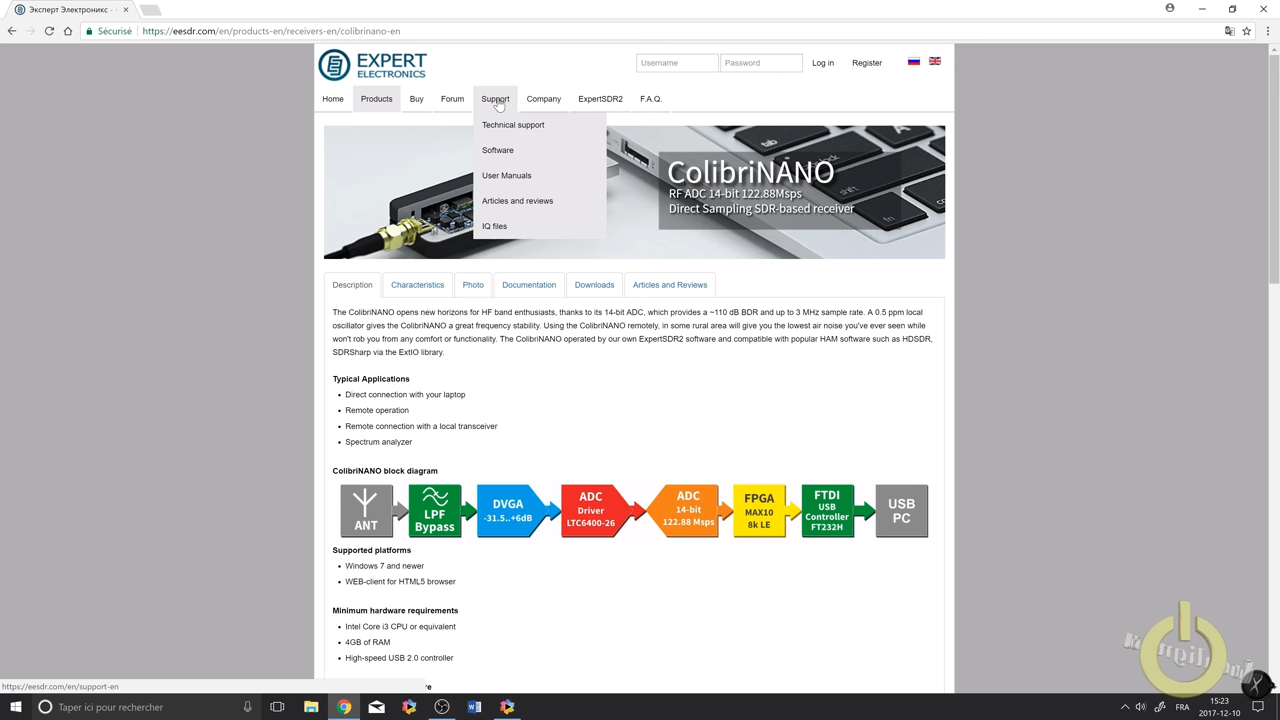 Эксперт Электроникс -
Sécurisé
https://eesdr.com/en/products-en/receivers-en/colibrinano-en
EXPERT
ELECTRONICS
Username
Password
Log in
Register
Home
Products
Buy
Forum
Support
Company
ExpertSDR2
F.A.Q.
Technical support
Software
User Manuals
Articles and reviews
IQ files
ColibriNANO
RF ADC 14-bit 122.88Msps
Direct Sampling SDR-based receiver
shift
fn
Description
Characteristics
Photo
Documentation
Downloads
Articles and Reviews
The ColibriNANO opens new horizons for HF band enthusiasts, thanks to its 14-bit ADC, which provides a ~110 dB BDR and up to 3 MHz sample rate. A 0.5 ppm local
oscillator gives the ColibriNANO a great frequency stability. Using the ColibriNANO remotely, in some rural area will give you the lowest air noise you've ever seen while
won't rob you from any comfort or functionality. The ColibriNANO operated by our own ExpertSDR2 software and compatible with popular HAM software such as HDSDR,
SDRSharp via the ExtIO library.
Typical Applications
• Direct connection with your laptop
• Remote operation
• Remote connection with a local transceiver
• Spectrum analyzer
ColibriNANO block diagram
ANT
LPF
Bypass
DVGA
-31.5..+6dB
ADC
Driver
LTC6400-26
ADC
14-bit
122.88 Msps
FPGA
MAX10
8k LE
FTDI
USB
Controller
FT232H
USB
PC
Supported platforms
• Windows 7 and newer
• WEB-client for HTML5 browser
Minimum hardware requirements
• Intel Core i3 CPU or equivalent
• 4GB of RAM
• High-speed USB 2.0 controller
https://eesdr.com/en/support-en
Taper ici pour rechercher
FRA
15:23
2017-12-10